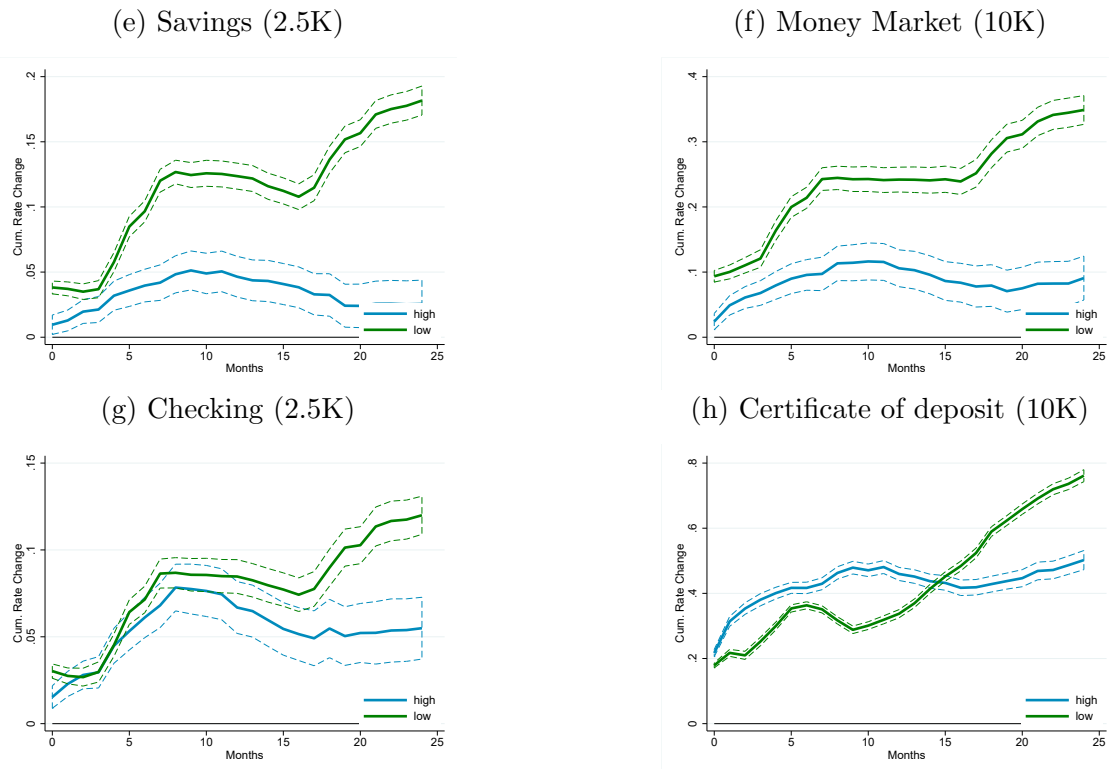 (e) Savings (2.5K)
Cum. Rate Change
0
.05
.1
.15
.2
0 5 10 15 20 25
Months
high
low
(f) Money Market (10K)
Cum. Rate Change
0
.1
.2
.3
.4
0 5 10 15 20 25
Months
high
low
(g) Checking (2.5K)
Cum. Rate Change
0
.05
.1
.15
0 5 10 15 20 25
Months
high
low
(h) Certificate of deposit (10K)
Cum. Rate Change
0
.2
.4
.6
.8
0 5 10 15 20 25
Months
high
low